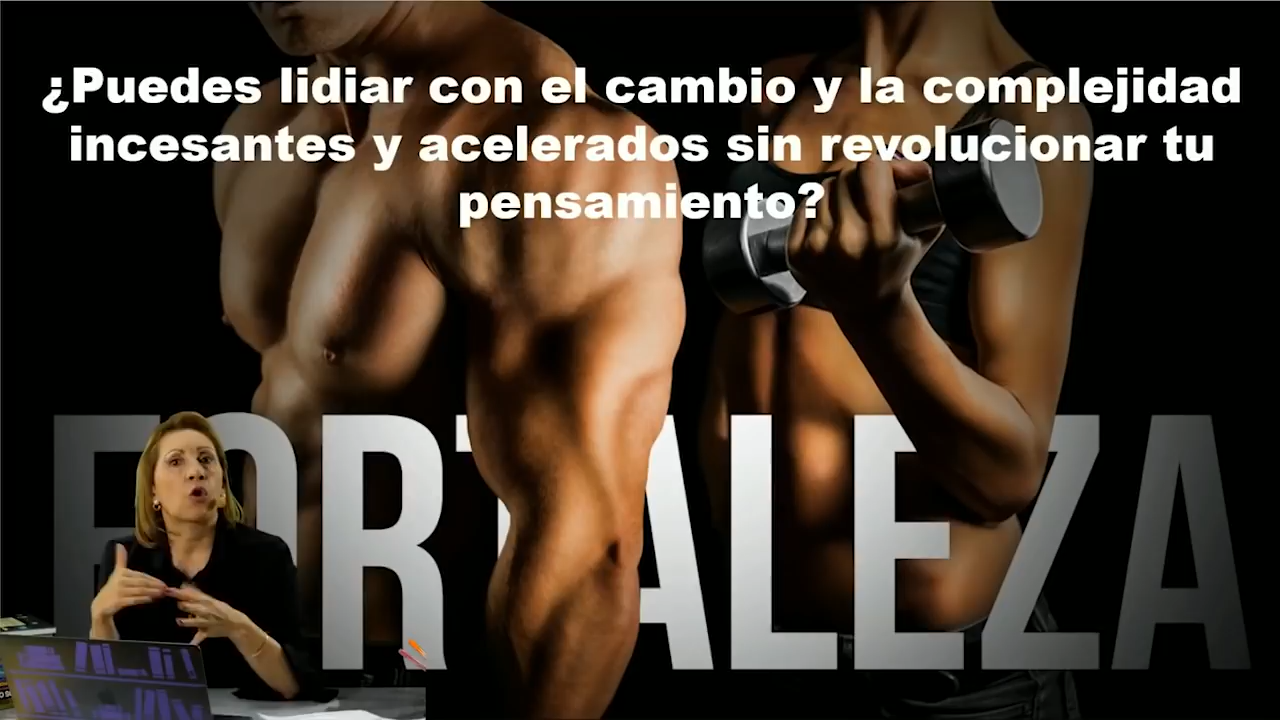 ¿Puedes lidiar con el cambio y la complejidad
incesantes y acelerados sin revolucionar tu
pensamiento?
FORTALEZA